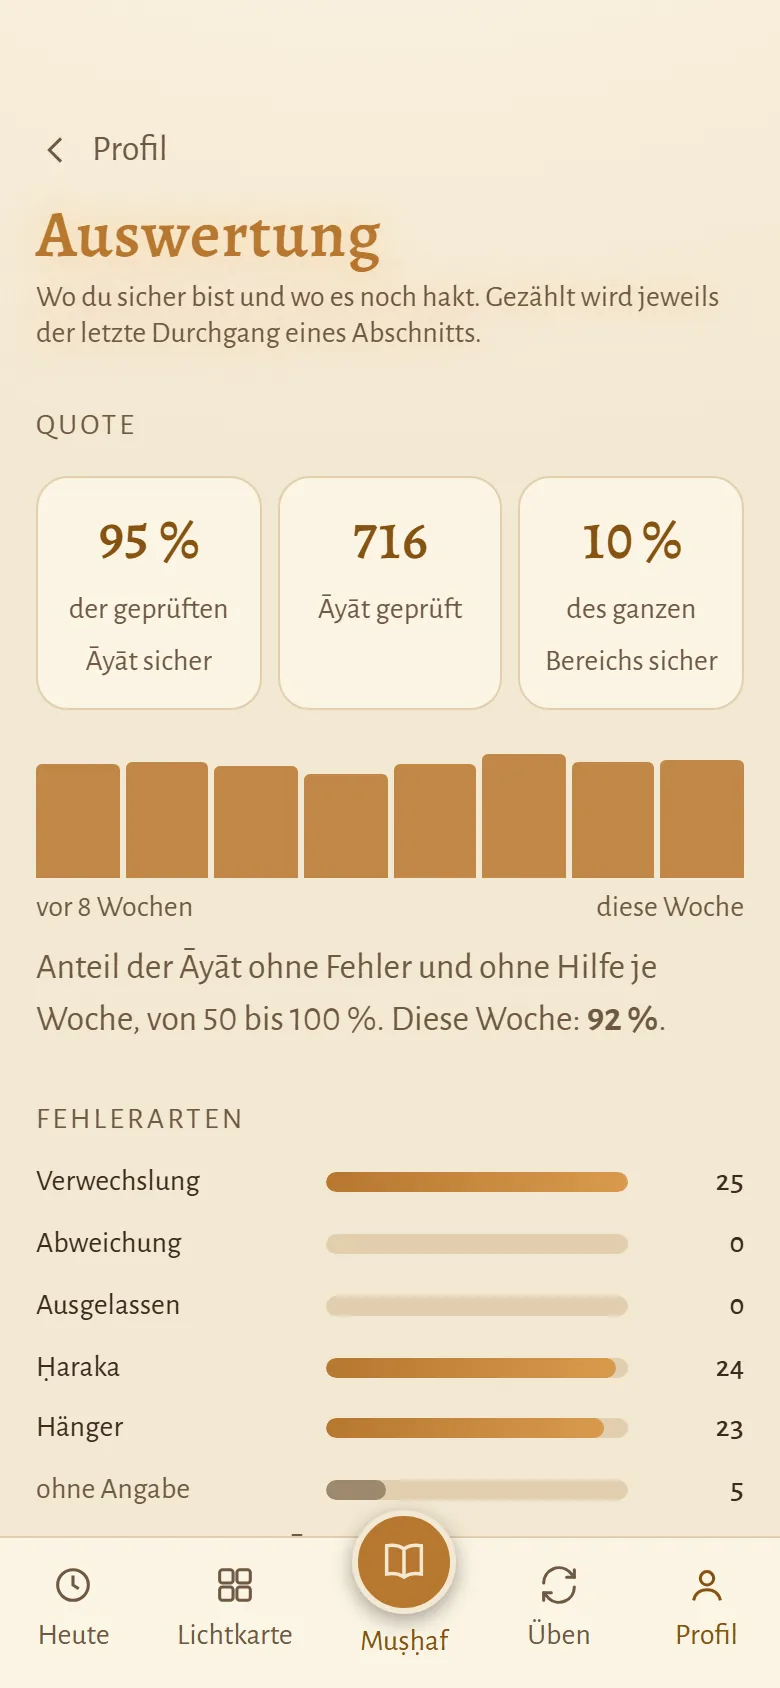 Profil
Auswertung
Wo du sicher bist und wo es noch hakt. Gezählt wird jeweils
der letzte Durchgang eines Abschnitts.
QUOTE
95 %
der geprüften
Āyāt sicher
716
Āyāt geprüft
10 %
des ganzen
Bereichs sicher
vor 8 Wochen
diese Woche
Anteil der Āyāt ohne Fehler und ohne Hilfe je
Woche, von 50 bis 100 %. Diese Woche: 92 %.
FEHLERARTEN
Verwechslung 25
Abweichung 0
Ausgelassen 0
Ḥaraka 24
Hänger 23
ohne Angabe 5
Heute
Lichtkarte
Muṣḥaf
Üben
Profil